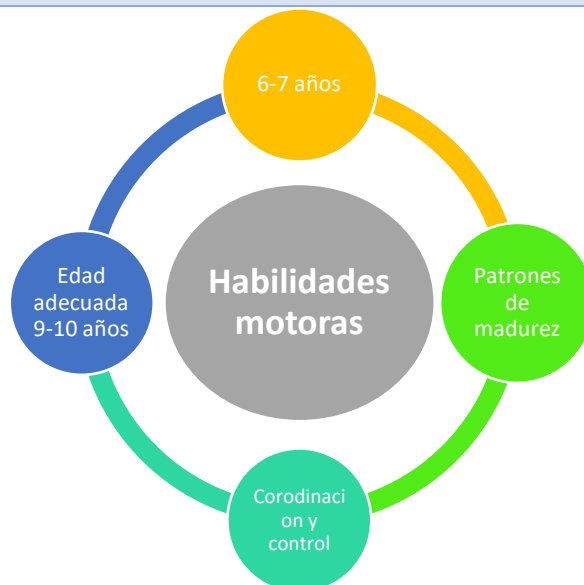 6-7 años
Patrones
de
madurez
Corodinaci
on y
control
Edad
adecuada
9-10 años
Habilidades
motoras